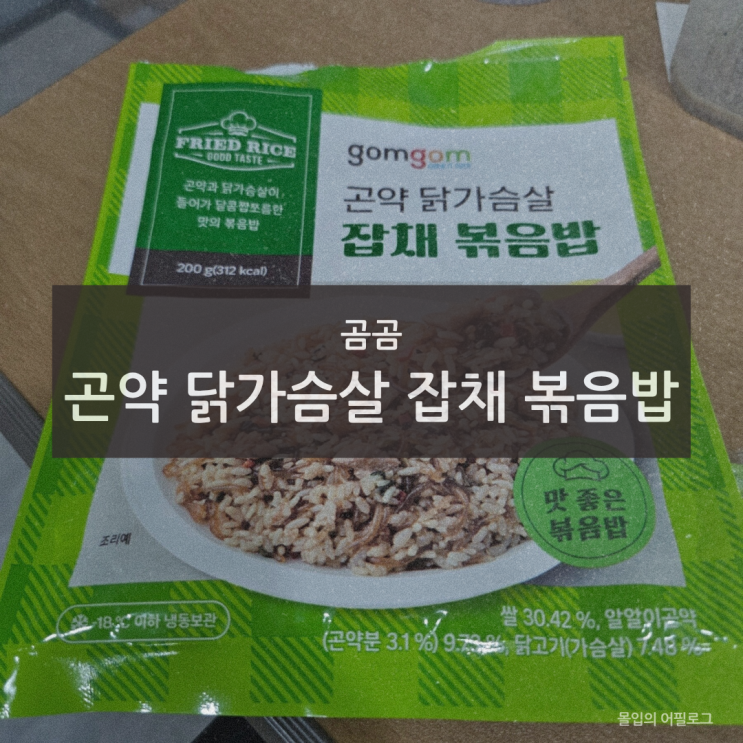 FRIED RICE
GOOD TASTE
곤약과 닭가슴살이
들어가 달콤짭쪼름한
맛의 볶음밥
200 g(312 kcal)
gomgom
곤약 닭가슴살
잡채 볶음밥
곰곰
곤약 닭가슴살 잡채 볶음밥
맛 좋은
볶음밥
조리예
-18 ℃ 이하 냉동보관
쌀 30.42 %, 알알이곤약
(곤약분 3.1 %) 9.73 %, 닭고기(가슴살) 7.48 %
몰입의 어필로그